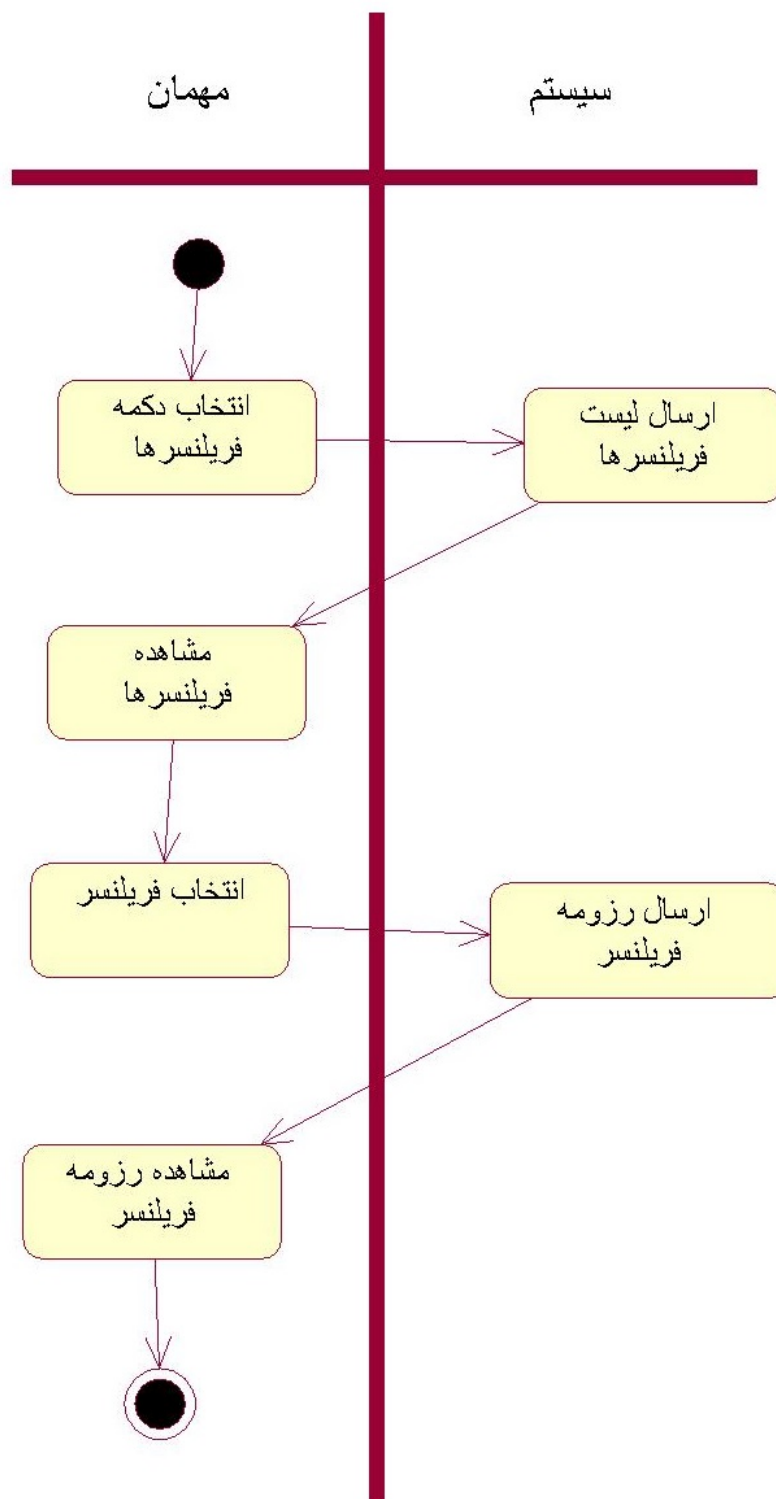 سیستم
مهمان
انتخاب دکمه
فریلنسرها
ارسال لیست
فریلنسرها
مشاهده
فریلنسرها
انتخاب فریلنسر
ارسال رزومه
فریلنسر
مشاهده رزومه
فریلنسر